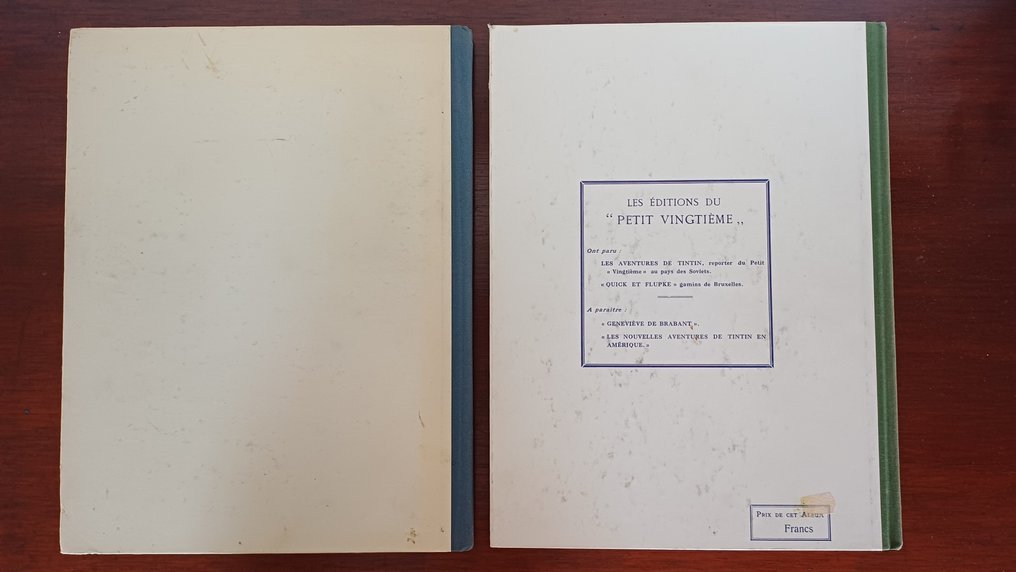 LES ÉDITIONS DU
“ PETIT VINGTIÈME „
Ont paru :
LES AVENTURES DE TINTIN, reporter du Petit
« Vingtième » au pays des Soviets.
« QUICK ET FLUPKE » gamins de Bruxelles.
A paraître :
« GENEVIÈVE DE BRABANT ».
« LES NOUVELLES AVENTURES DE TINTIN EN
AMÉRIQUE. »
PRIX DE CET ALBUM
Francs